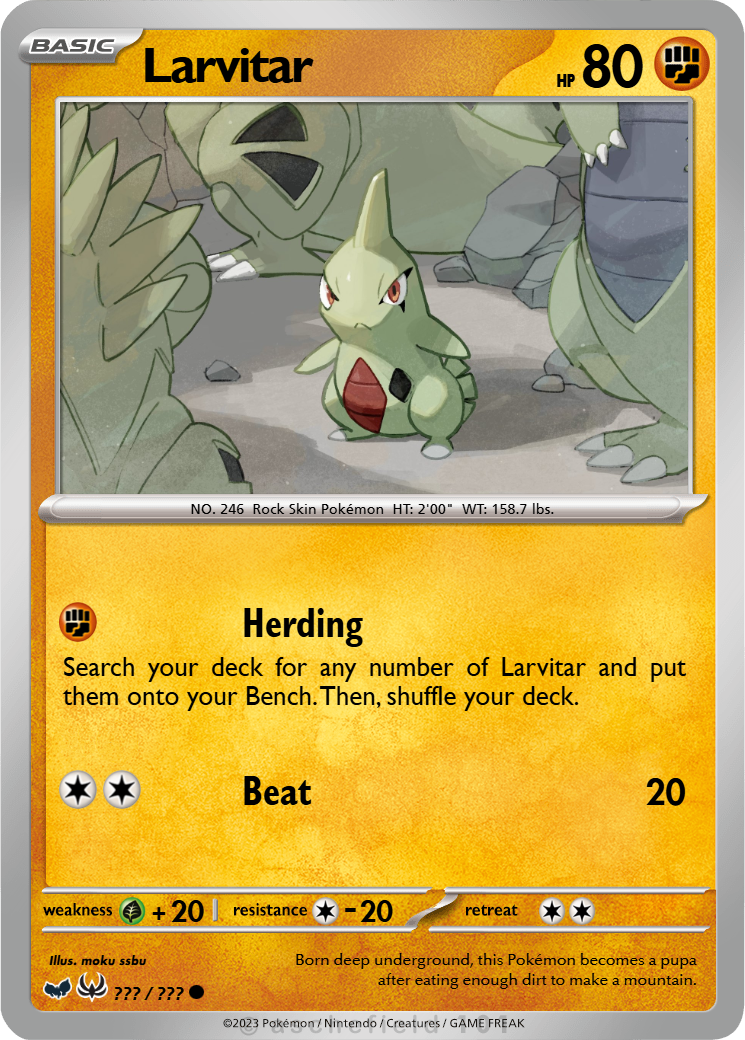 BASIC Larvitar HP 80
NO. 246 Rock Skin Pokémon HT: 2'00" WT: 158.7 lbs.
Herding
Search your deck for any number of Larvitar and put
them onto your Bench. Then, shuffle your deck.
Beat 20
weakness +20 resistance -20 retreat
Illus. moku ssbu
Born deep underground, this Pokémon becomes a pupa
after eating enough dirt to make a mountain.
??? / ???
©2023 Pokémon / Nintendo / Creatures / GAME FREAK